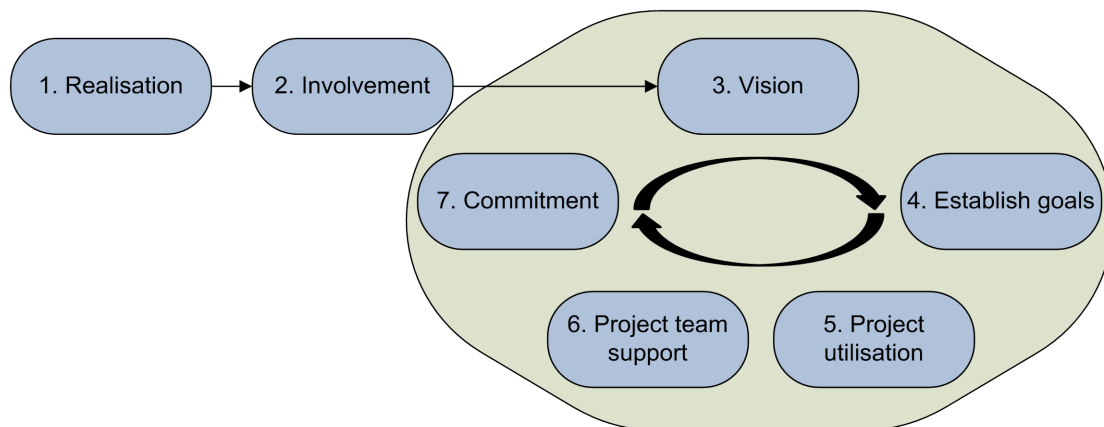 1. Realisation
2. Involvement
3. Vision
4. Establish goals
5. Project
utilisation
6. Project team
support
7. Commitment